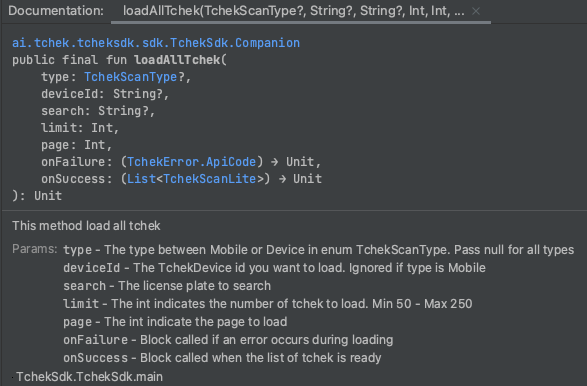 Documentation: loadAllTchek(TchekScanType?, String?, String?, Int, Int, ... ×
ai.tchek.tcheksdk.sdk.TchekSdk.Companion
public final fun loadAllTchek(
    type: TchekScanType?,
    deviceId: String?,
    search: String?,
    limit: Int,
    page: Int,
    onFailure: (TchekError.ApiCode) → Unit,
    onSuccess: (List<TchekScanLite>) → Unit
): Unit
This method load all tchek
Params: type - The type between Mobile or Device in enum TchekScanType. Pass null for all types
deviceId - The TchekDevice id you want to load. Ignored if type is Mobile
search - The license plate to search
limit - The int indicates the number of tchek to load. Min 50 - Max 250
page - The int indicate the page to load
onFailure - Block called if an error occurs during loading
onSuccess - Block called when the list of tchek is ready
TchekSdk.TchekSdk.main